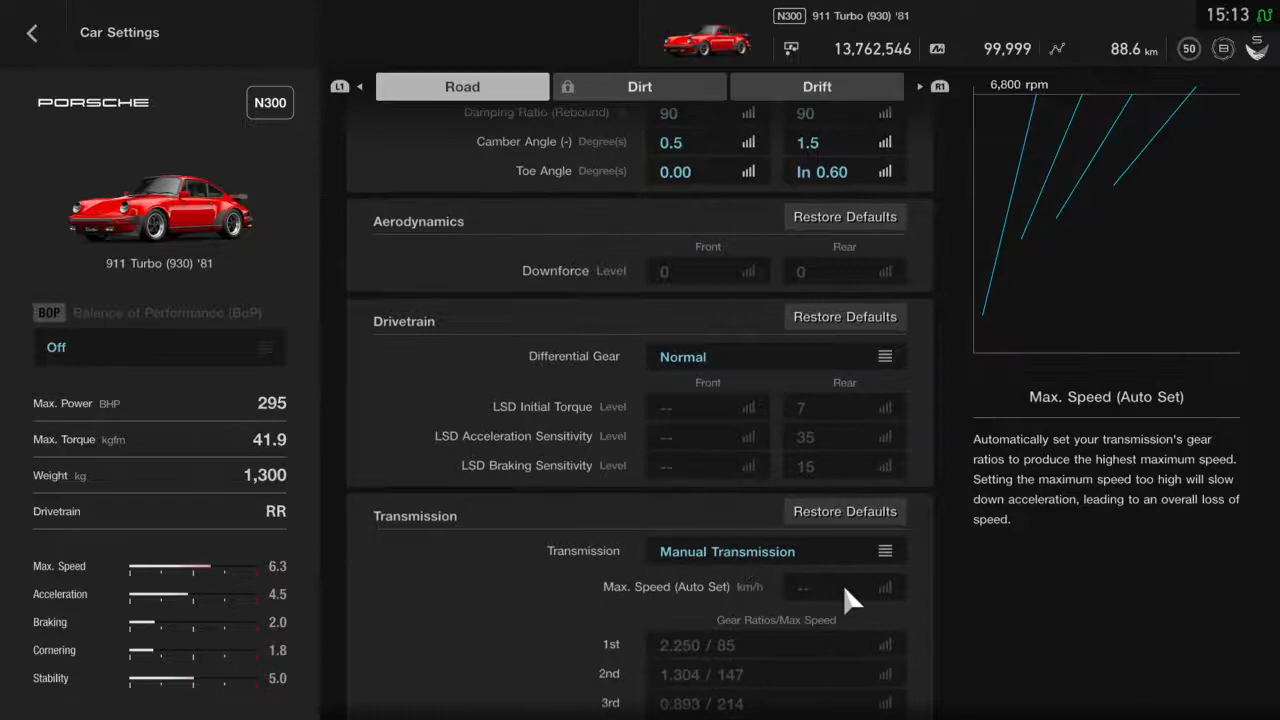 Car Settings
N300 911 Turbo (930) '81
15:13
13,762,546 99,999 88.6 km 50 B S
PORSCHE N300
911 Turbo (930) '81
BOP Balance of Performance (BoP)
Off
Max. Power BHP 295
Max. Torque kgfm 41.9
Weight kg 1,300
Drivetrain RR
Max. Speed 6.3
Acceleration 4.5
Braking 2.0
Cornering 1.8
Stability 5.0
L1 Road Dirt Drift R1
Damping Ratio (Rebound) 90 90
Camber Angle (-) Degree(s) 0.5 1.5
Toe Angle Degree(s) 0.00 In 0.60
Aerodynamics Restore Defaults
Front Rear
Downforce Level 0 0
Drivetrain Restore Defaults
Differential Gear Normal
Front Rear
LSD Initial Torque Level -- 7
LSD Acceleration Sensitivity Level -- 35
LSD Braking Sensitivity Level -- 15
Transmission Restore Defaults
Transmission Manual Transmission
Max. Speed (Auto Set) km/h --
Gear Ratios/Max Speed
1st 2.250 / 85
2nd 1.304 / 147
3rd 0.893 / 214
6,800 rpm
Max. Speed (Auto Set)
Automatically set your transmission's gear
ratios to produce the highest maximum speed.
Setting the maximum speed too high will slow
down acceleration, leading to an overall loss of
speed.